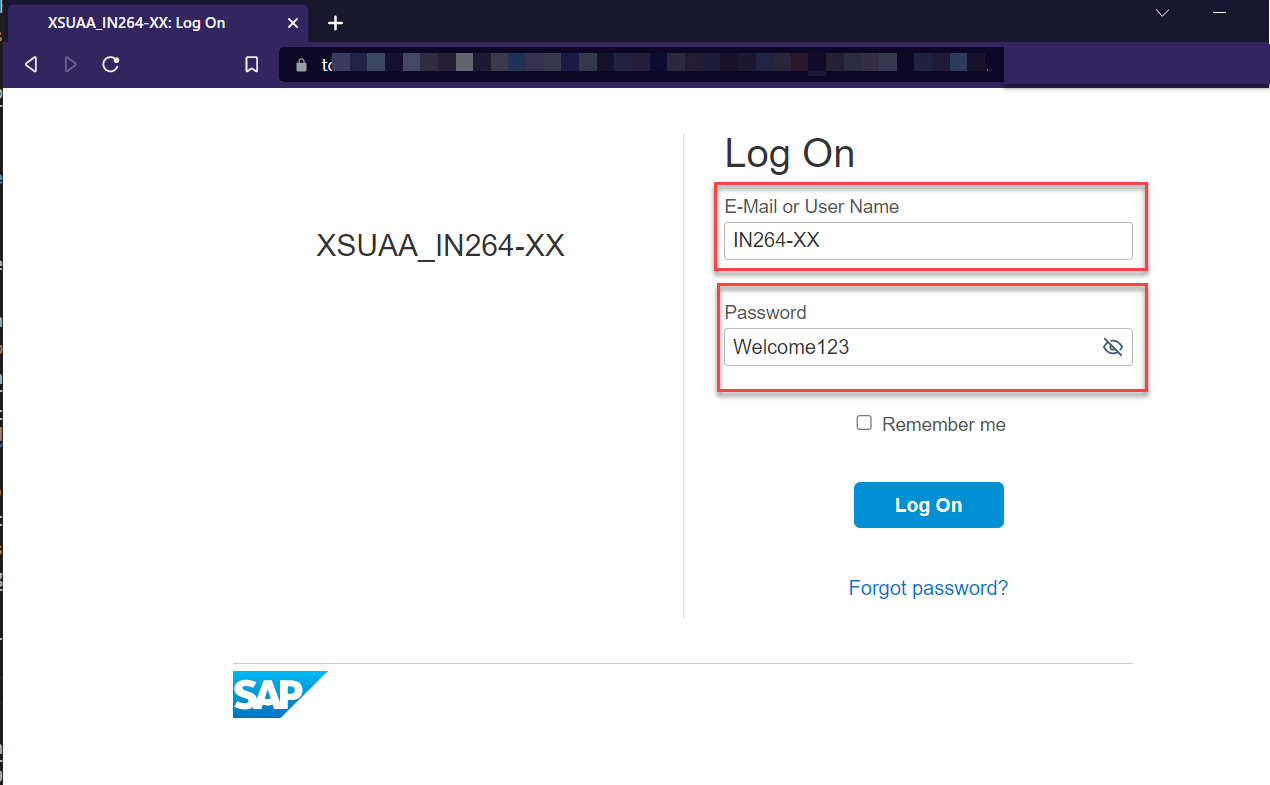 XSUAA_IN264-XX: Log On
Log On
E-Mail or User Name
IN264-XX
XSUAA_IN264-XX
Password
Welcome123
Remember me
Log On
Forgot password?
SAP